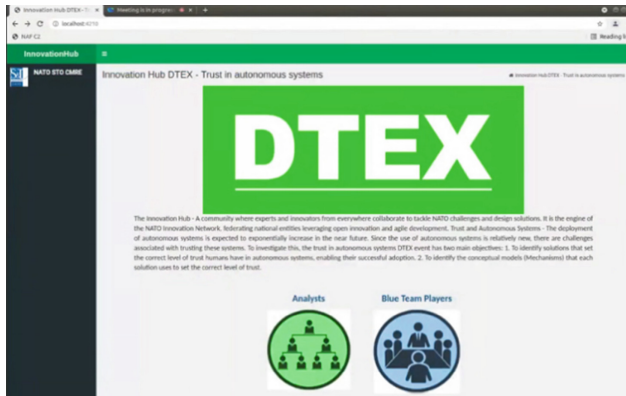 Innovation Hub DTEX - Tr
Meeting is in progre
localhost:4210
NAF C2
Reading li
InnovationHub
NATO STO CMRE
Innovation Hub DTEX - Trust in autonomous systems
Innovation Hub DTEX - Trust in autonomous systems
DTEX
The Innovation Hub - A community where experts and innovators from everywhere collaborate to tackle NATO challenges and design solutions. It is the engine of
the NATO Innovation Network, federating national entities leveraging open innovation and agile development. Trust and Autonomous Systems - The deployment
of autonomous systems is expected to exponentially increase in the near future. Since the use of autonomous systems is relatively new, there are challenges
associated with trusting these systems. To investigate this, the trust in autonomous systems DTEX event has two main objectives: 1. To identify solutions that set
the correct level of trust humans have in autonomous systems, enabling their successful adoption. 2. To identify the conceptual models (Mechanisms) that each
solution uses to set the correct level of trust.
Analysts
Blue Team Players